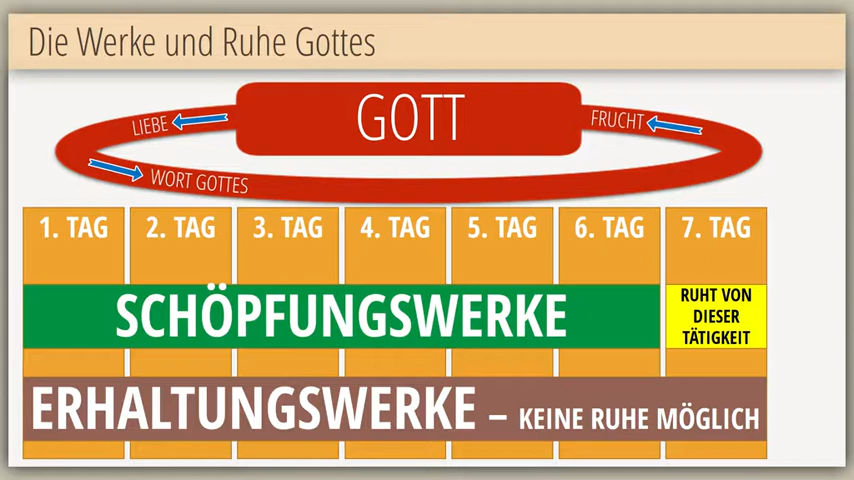 Die Werke und Ruhe Gottes
GOTT
LIEBE
FRUCHT
WORT GOTTES
1. TAG 2. TAG 3. TAG 4. TAG 5. TAG 6. TAG 7. TAG
SCHÖPFUNGSWERKE
RUHT VON
DIESER
TÄTIGKEIT
ERHALTUNGSWERKE – KEINE RUHE MÖGLICH